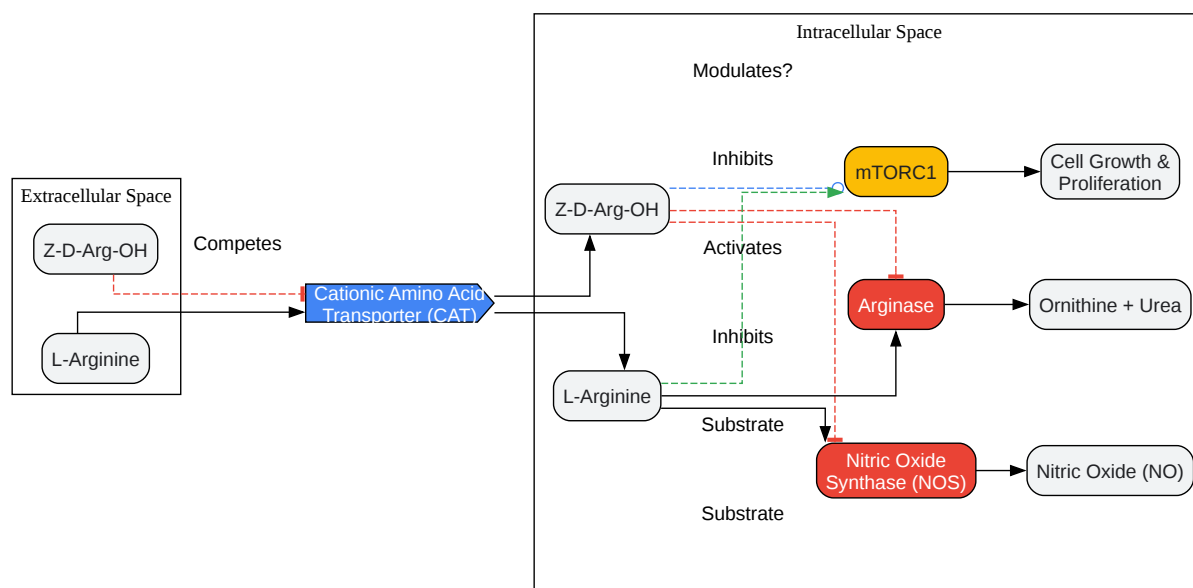 Intracellular Space
Modulates?
Inhibits
mTORC1
Cell Growth &
Proliferation
Extracellular Space
Z-D-Arg-OH
Z-D-Arg-OH
Competes
Activates
Cationic Amino Acid
Transporter (CAT)
Arginase
Ornithine + Urea
L-Arginine
Inhibits
L-Arginine
Substrate
Nitric Oxide
Synthase (NOS)
Nitric Oxide (NO)
Substrate